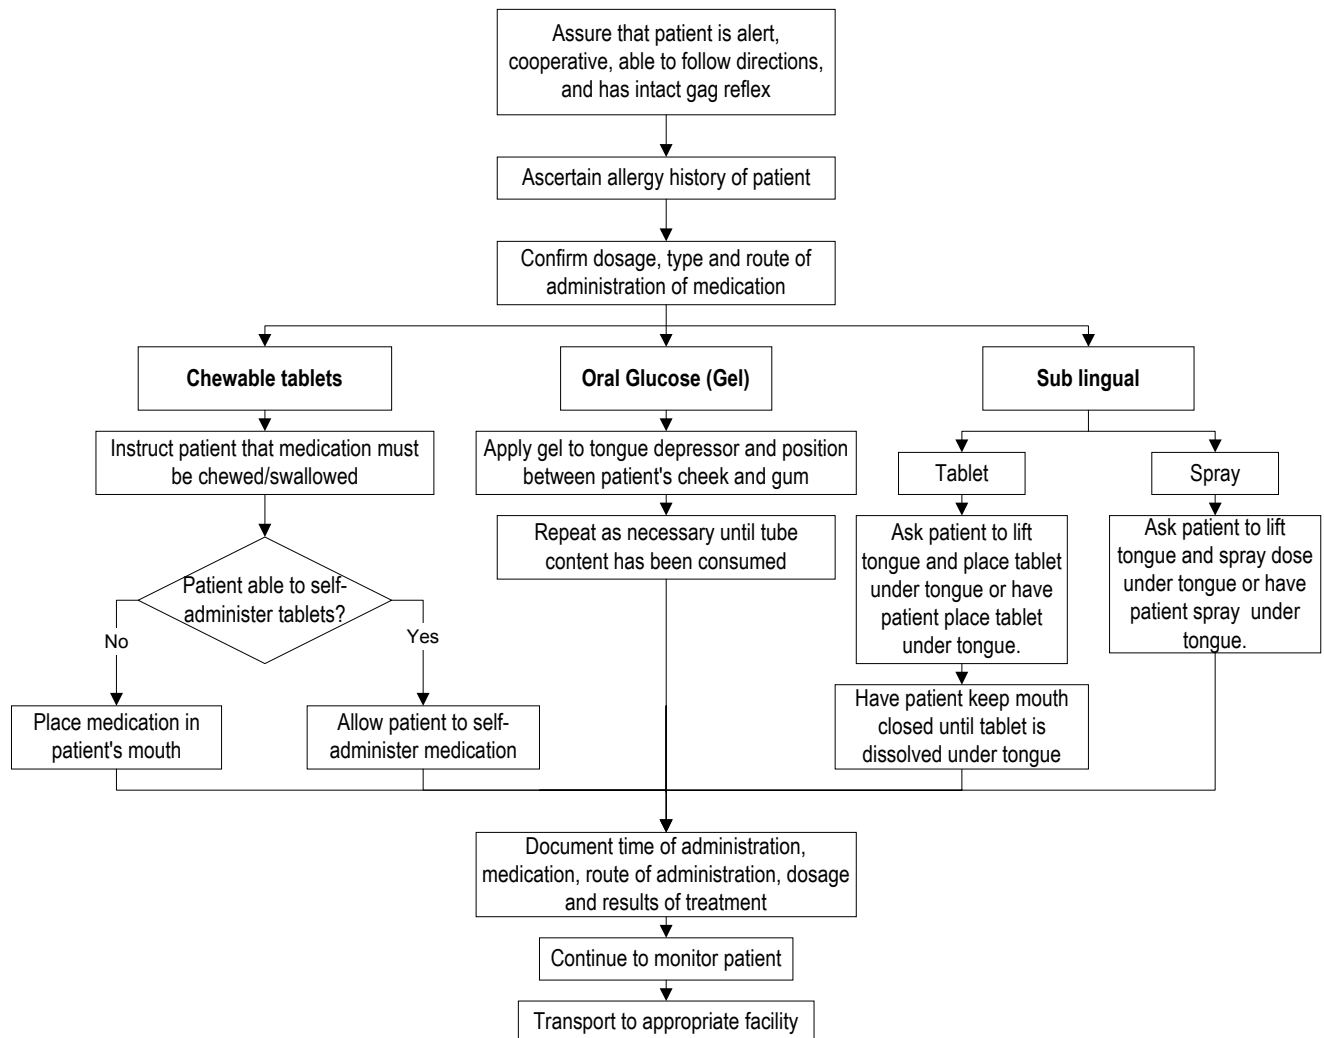 Assure that patient is alert,
cooperative, able to follow directions,
and has intact gag reflex
Ascertain allergy history of patient
Confirm dosage, type and route of
administration of medication
Chewable tablets
Instruct patient that medication must
be chewed/swallowed
Patient able to self-
administer tablets?
No
Yes
Place medication in
patient's mouth
Allow patient to self-
administer medication
Oral Glucose (Gel)
Apply gel to tongue depressor and position
between patient's cheek and gum
Repeat as necessary until tube
content has been consumed
Sub lingual
Tablet
Ask patient to lift
tongue and place tablet
under tongue or have
patient place tablet
under tongue.
Have patient keep mouth
closed until tablet is
dissolved under tongue
Spray
Ask patient to lift
tongue and spray dose
under tongue or have
patient spray  under
tongue.
Document time of administration,
medication, route of administration, dosage
and results of treatment
Continue to monitor patient
Transport to appropriate facility